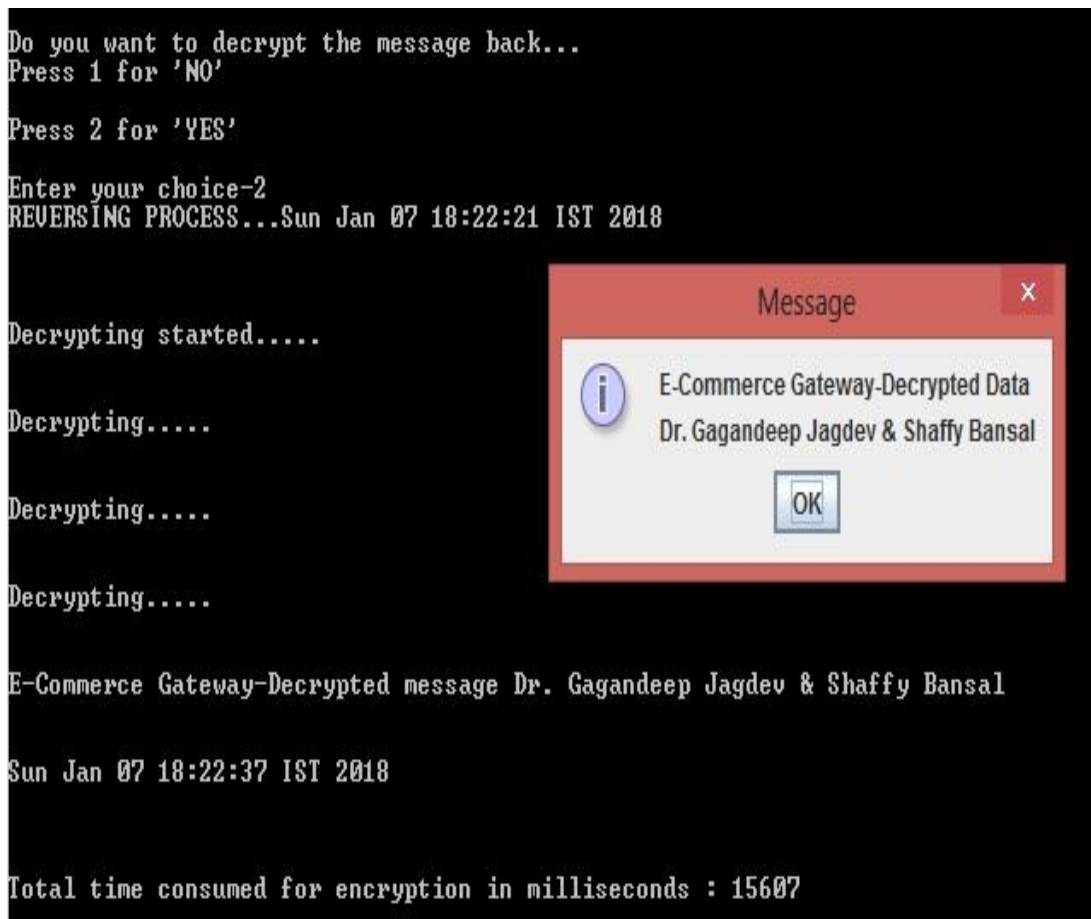 Do you want to decrypt the message back...
Press 1 for 'NO'
Press 2 for 'YES'
Enter your choice-2
REVERSING PROCESS...Sun Jan 07 18:22:21 IST 2018
Decrypting started.....
Decrypting.....
Decrypting.....
Decrypting.....
E-Commerce Gateway-Decrypted message Dr. Gagandeep Jagdev & Shaffy Bansal
Sun Jan 07 18:22:37 IST 2018
Total time consumed for encryption in milliseconds : 15607
Message
X
i
E-Commerce Gateway-Decrypted Data
Dr. Gagandeep Jagdev & Shaffy Bansal
OK